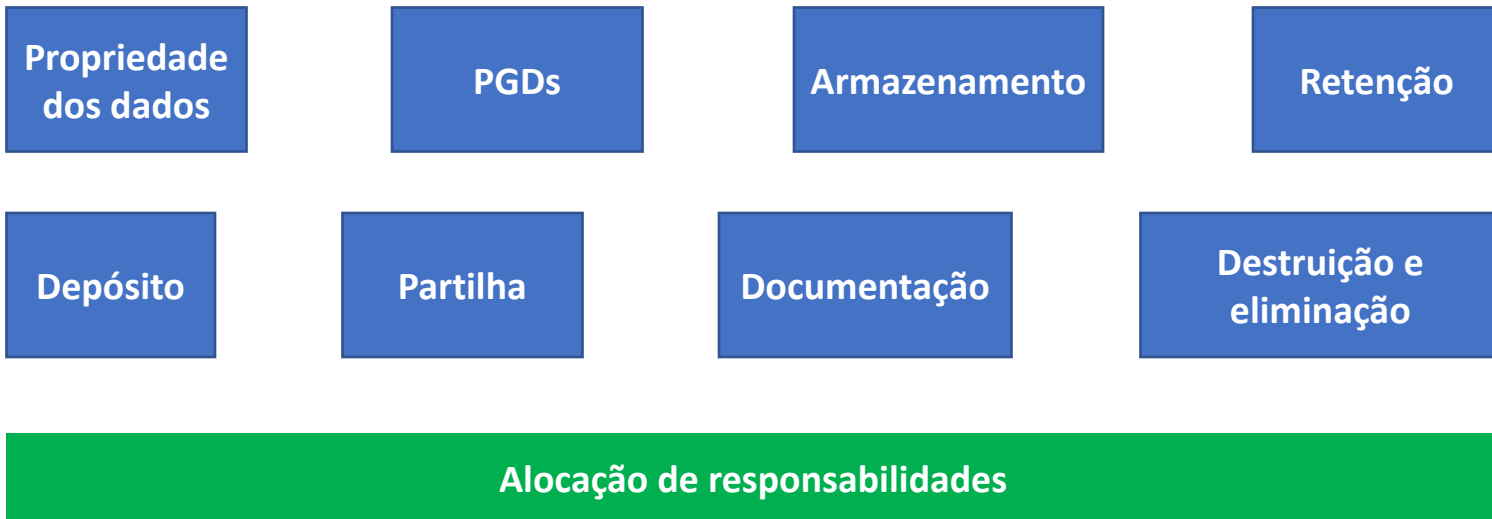 Propriedade
dos dados
PGDs
Armazenamento
Retenção
Depósito
Partilha
Documentação
Destruição e
eliminação
Alocação de responsabilidades